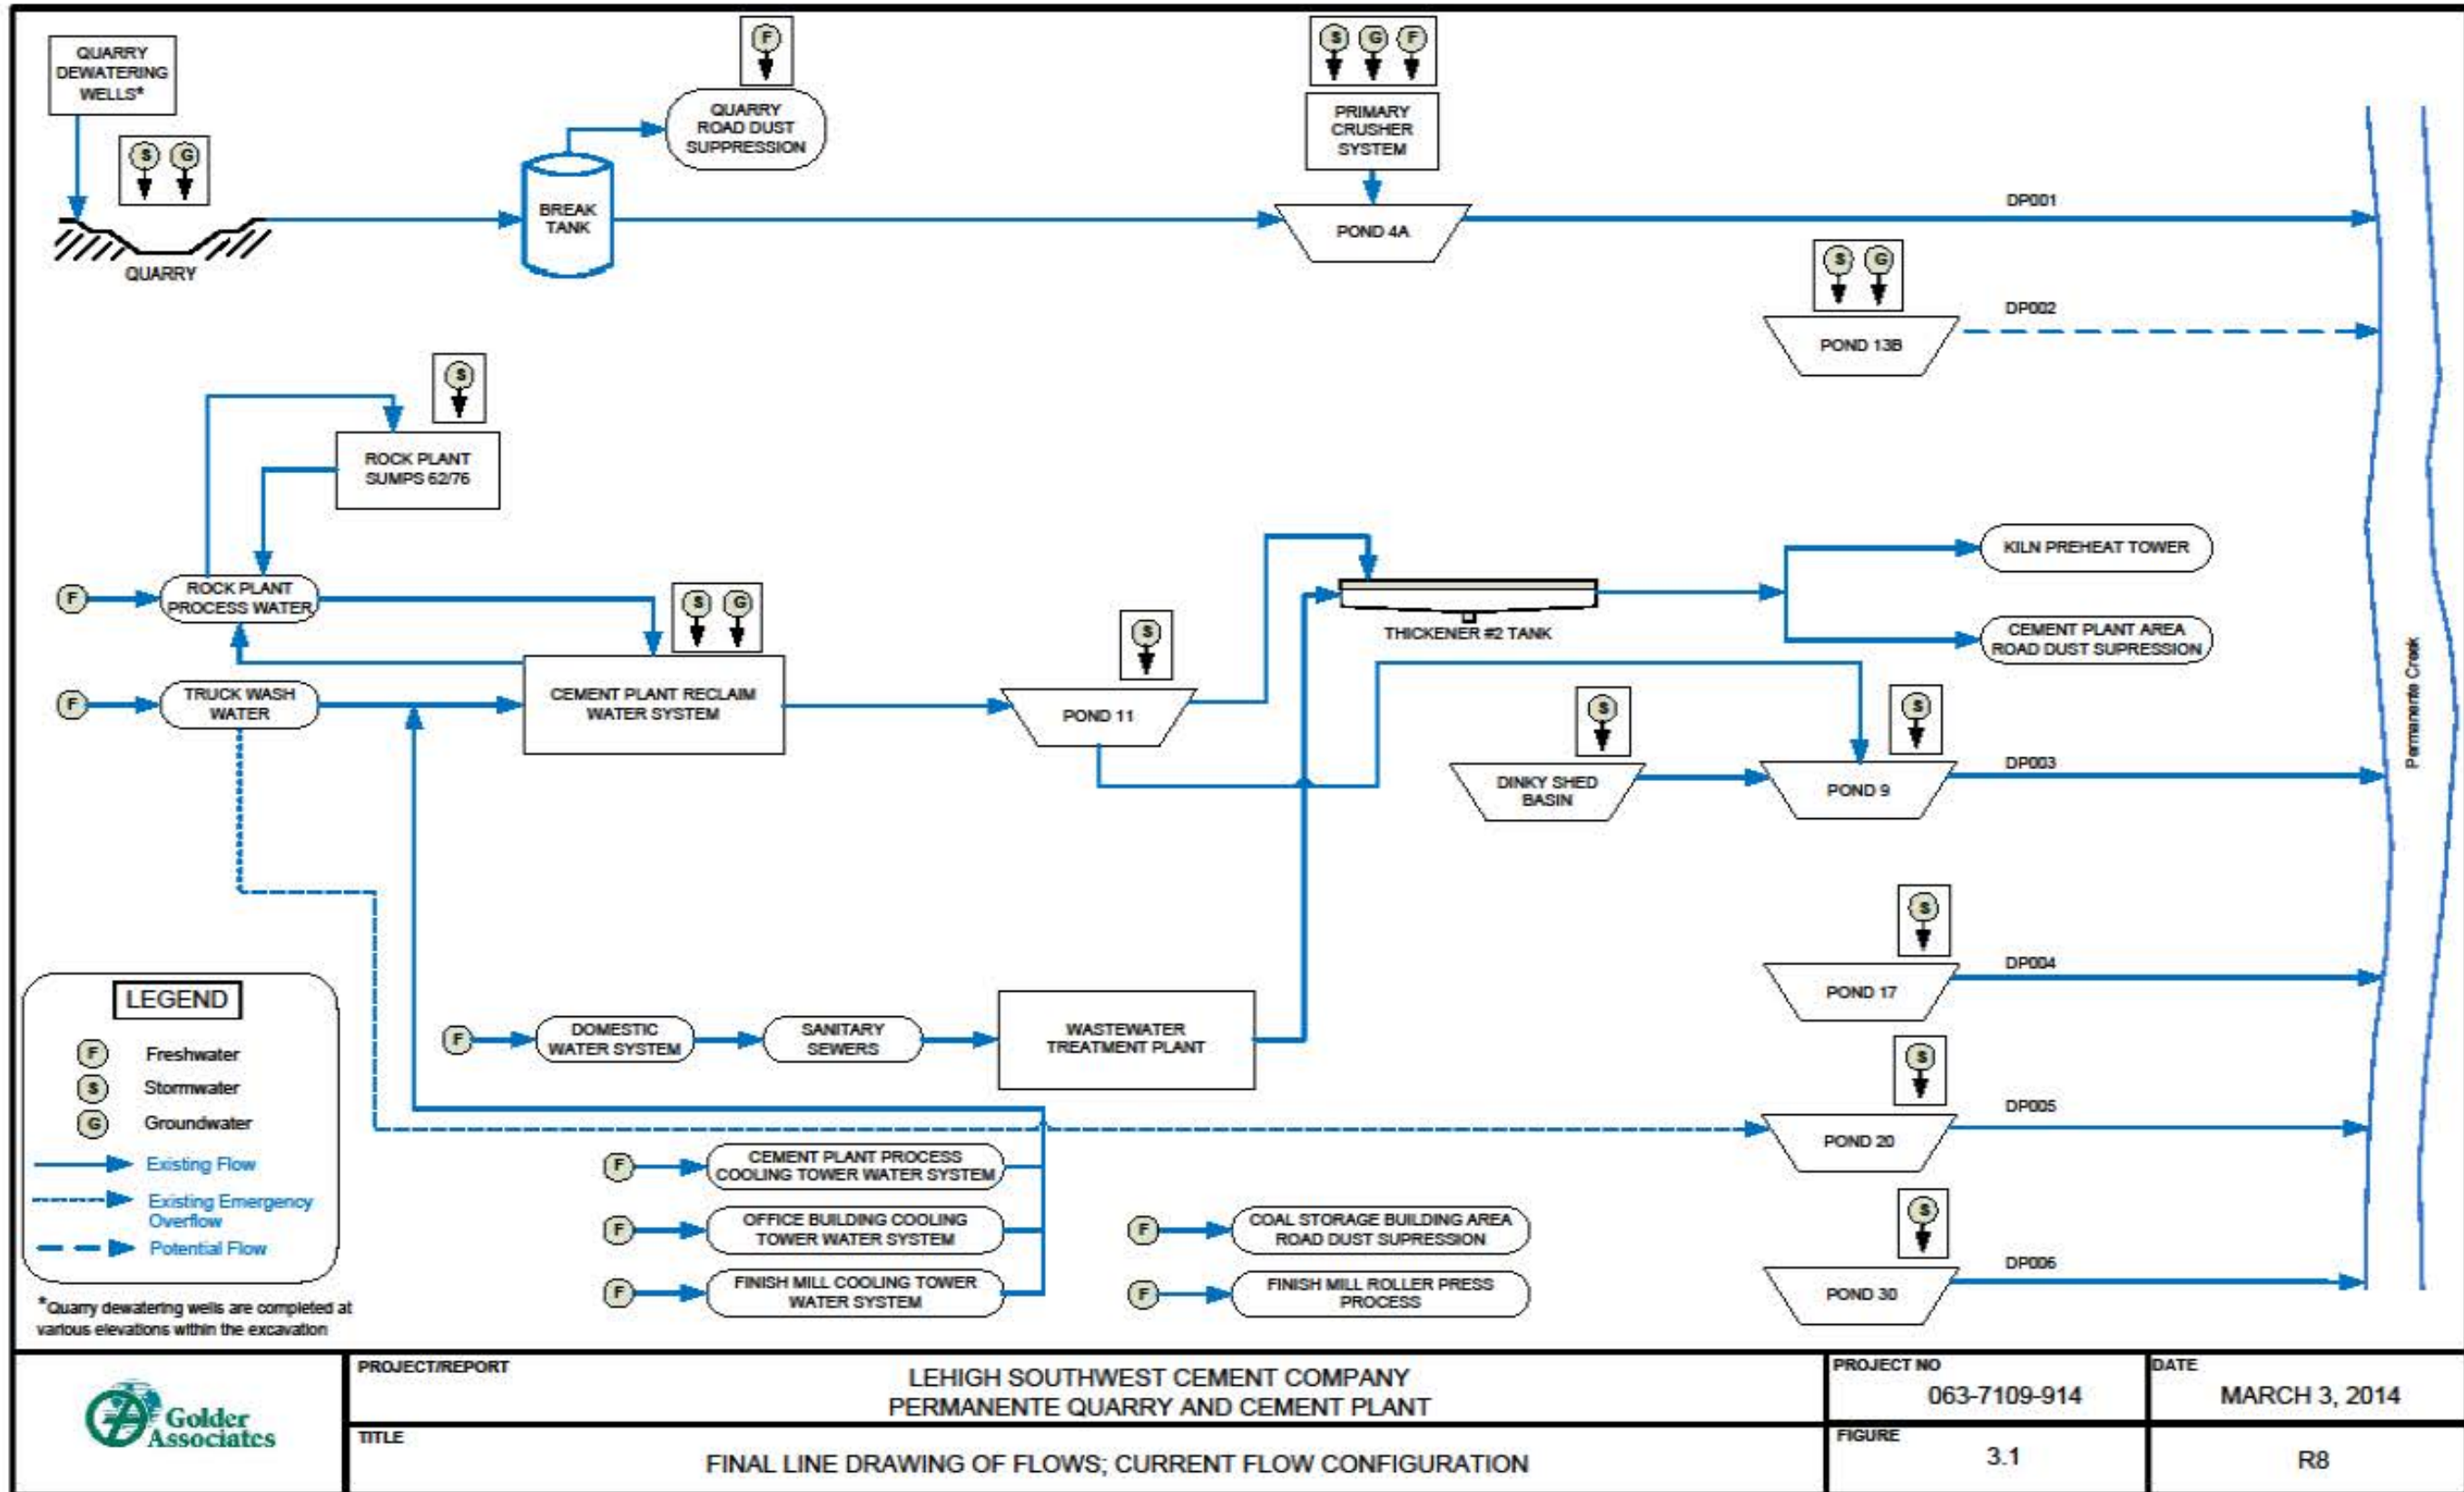 QUARRY
DEWATERING
WELLS*
S G
QUARRY
F
QUARRY
ROAD DUST
SUPPRESSION
BREAK
TANK
S G F
PRIMARY
CRUSHER
SYSTEM
POND 4A
DP001
S G
POND 13B
DP002
S
ROCK PLANT
SUMPS 62/76
F
ROCK PLANT
PROCESS WATER
F
TRUCK WASH
WATER
S G
CEMENT PLANT RECLAIM
WATER SYSTEM
S
POND 11
THICKENER #2 TANK
KILN PREHEAT TOWER
CEMENT PLANT AREA
ROAD DUST SUPRESSION
S
DINKY SHED
BASIN
S
POND 9
DP003
Permanente Creek
S
POND 17
DP004
F
DOMESTIC
WATER SYSTEM
SANITARY
SEWERS
WASTEWATER
TREATMENT PLANT
S
POND 20
DP005
F
CEMENT PLANT PROCESS
COOLING TOWER WATER SYSTEM
F
OFFICE BUILDING COOLING
TOWER WATER SYSTEM
F
FINISH MILL COOLING TOWER
WATER SYSTEM
F
COAL STORAGE BUILDING AREA
ROAD DUST SUPRESSION
F
FINISH MILL ROLLER PRESS
PROCESS
S
POND 30
DP006
LEGEND
F Freshwater
S Stormwater
G Groundwater
Existing Flow
Existing Emergency
Overflow
Potential Flow
*Quarry dewatering wells are completed at
various elevations within the excavation
Golder
Associates
PROJECT/REPORT
LEHIGH SOUTHWEST CEMENT COMPANY
PERMANENTE QUARRY AND CEMENT PLANT
PROJECT NO
063-7109-914
DATE
MARCH 3, 2014
TITLE
FINAL LINE DRAWING OF FLOWS; CURRENT FLOW CONFIGURATION
FIGURE
3.1
R8